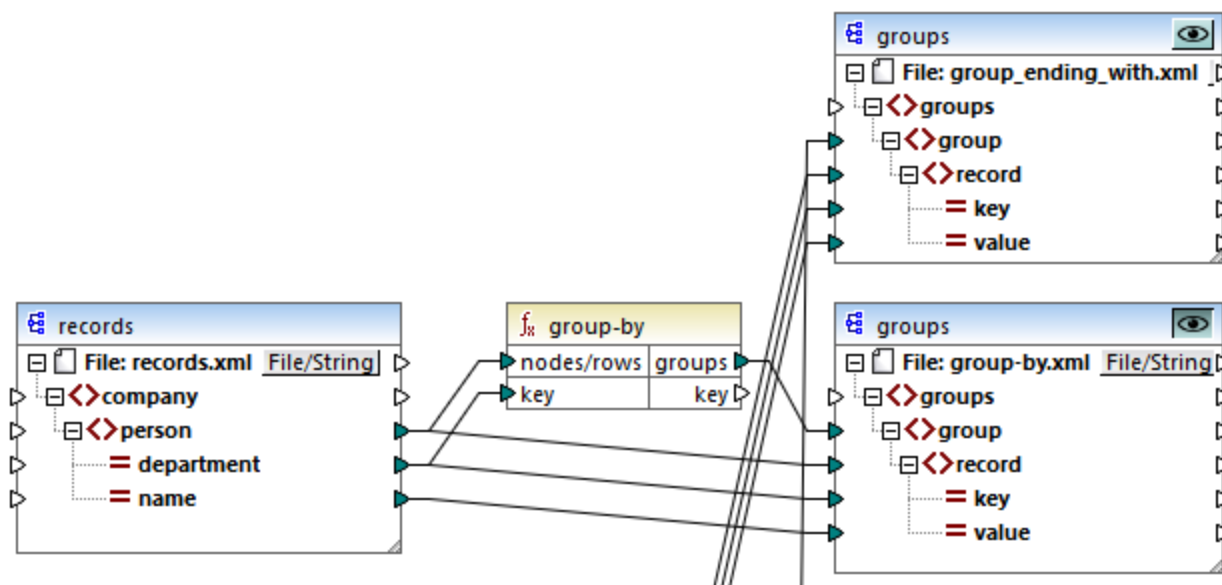 groups
File: group_ending_with.xml
groups
group
record
key
value
records
File: records.xml File/String
company
person
department
name
fx group-by
nodes/rows groups
key key
groups
File: group-by.xml File/String
groups
group
record
key
value